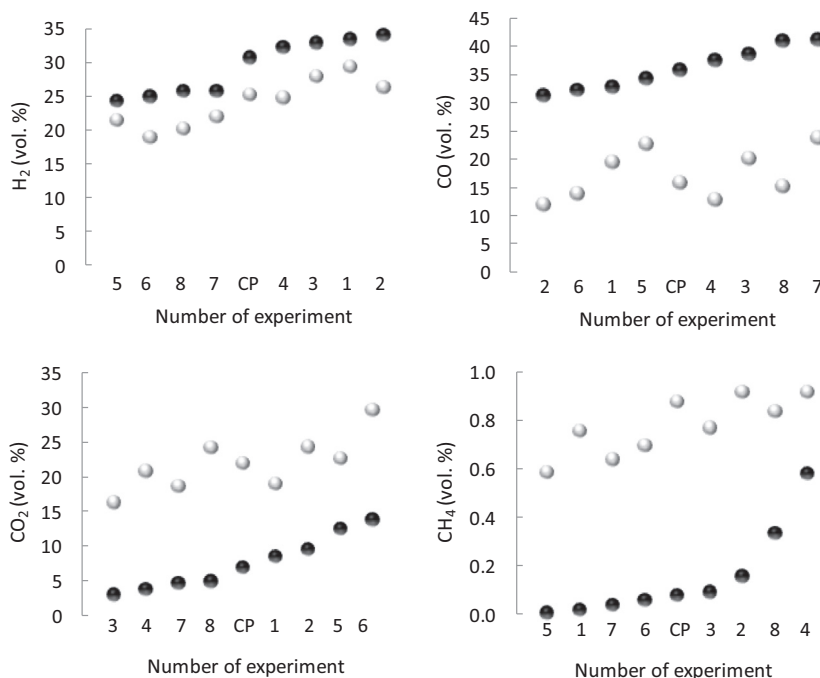 H2 (vol. %)
35
30
25
20
15
10
5
0
5 6 8 7 CP 4 3 1 2
Number of experiment
CO (vol. %)
45
40
35
30
25
20
15
10
5
0
2 6 1 5 CP 4 3 8 7
Number of experiment
CO2 (vol. %)
35
30
25
20
15
10
5
0
3 4 7 8 CP 1 2 5 6
Number of experiment
CH4 (vol. %)
1.0
0.8
0.6
0.4
0.2
0.0
5 1 7 6 CP 3 2 8 4
Number of experiment